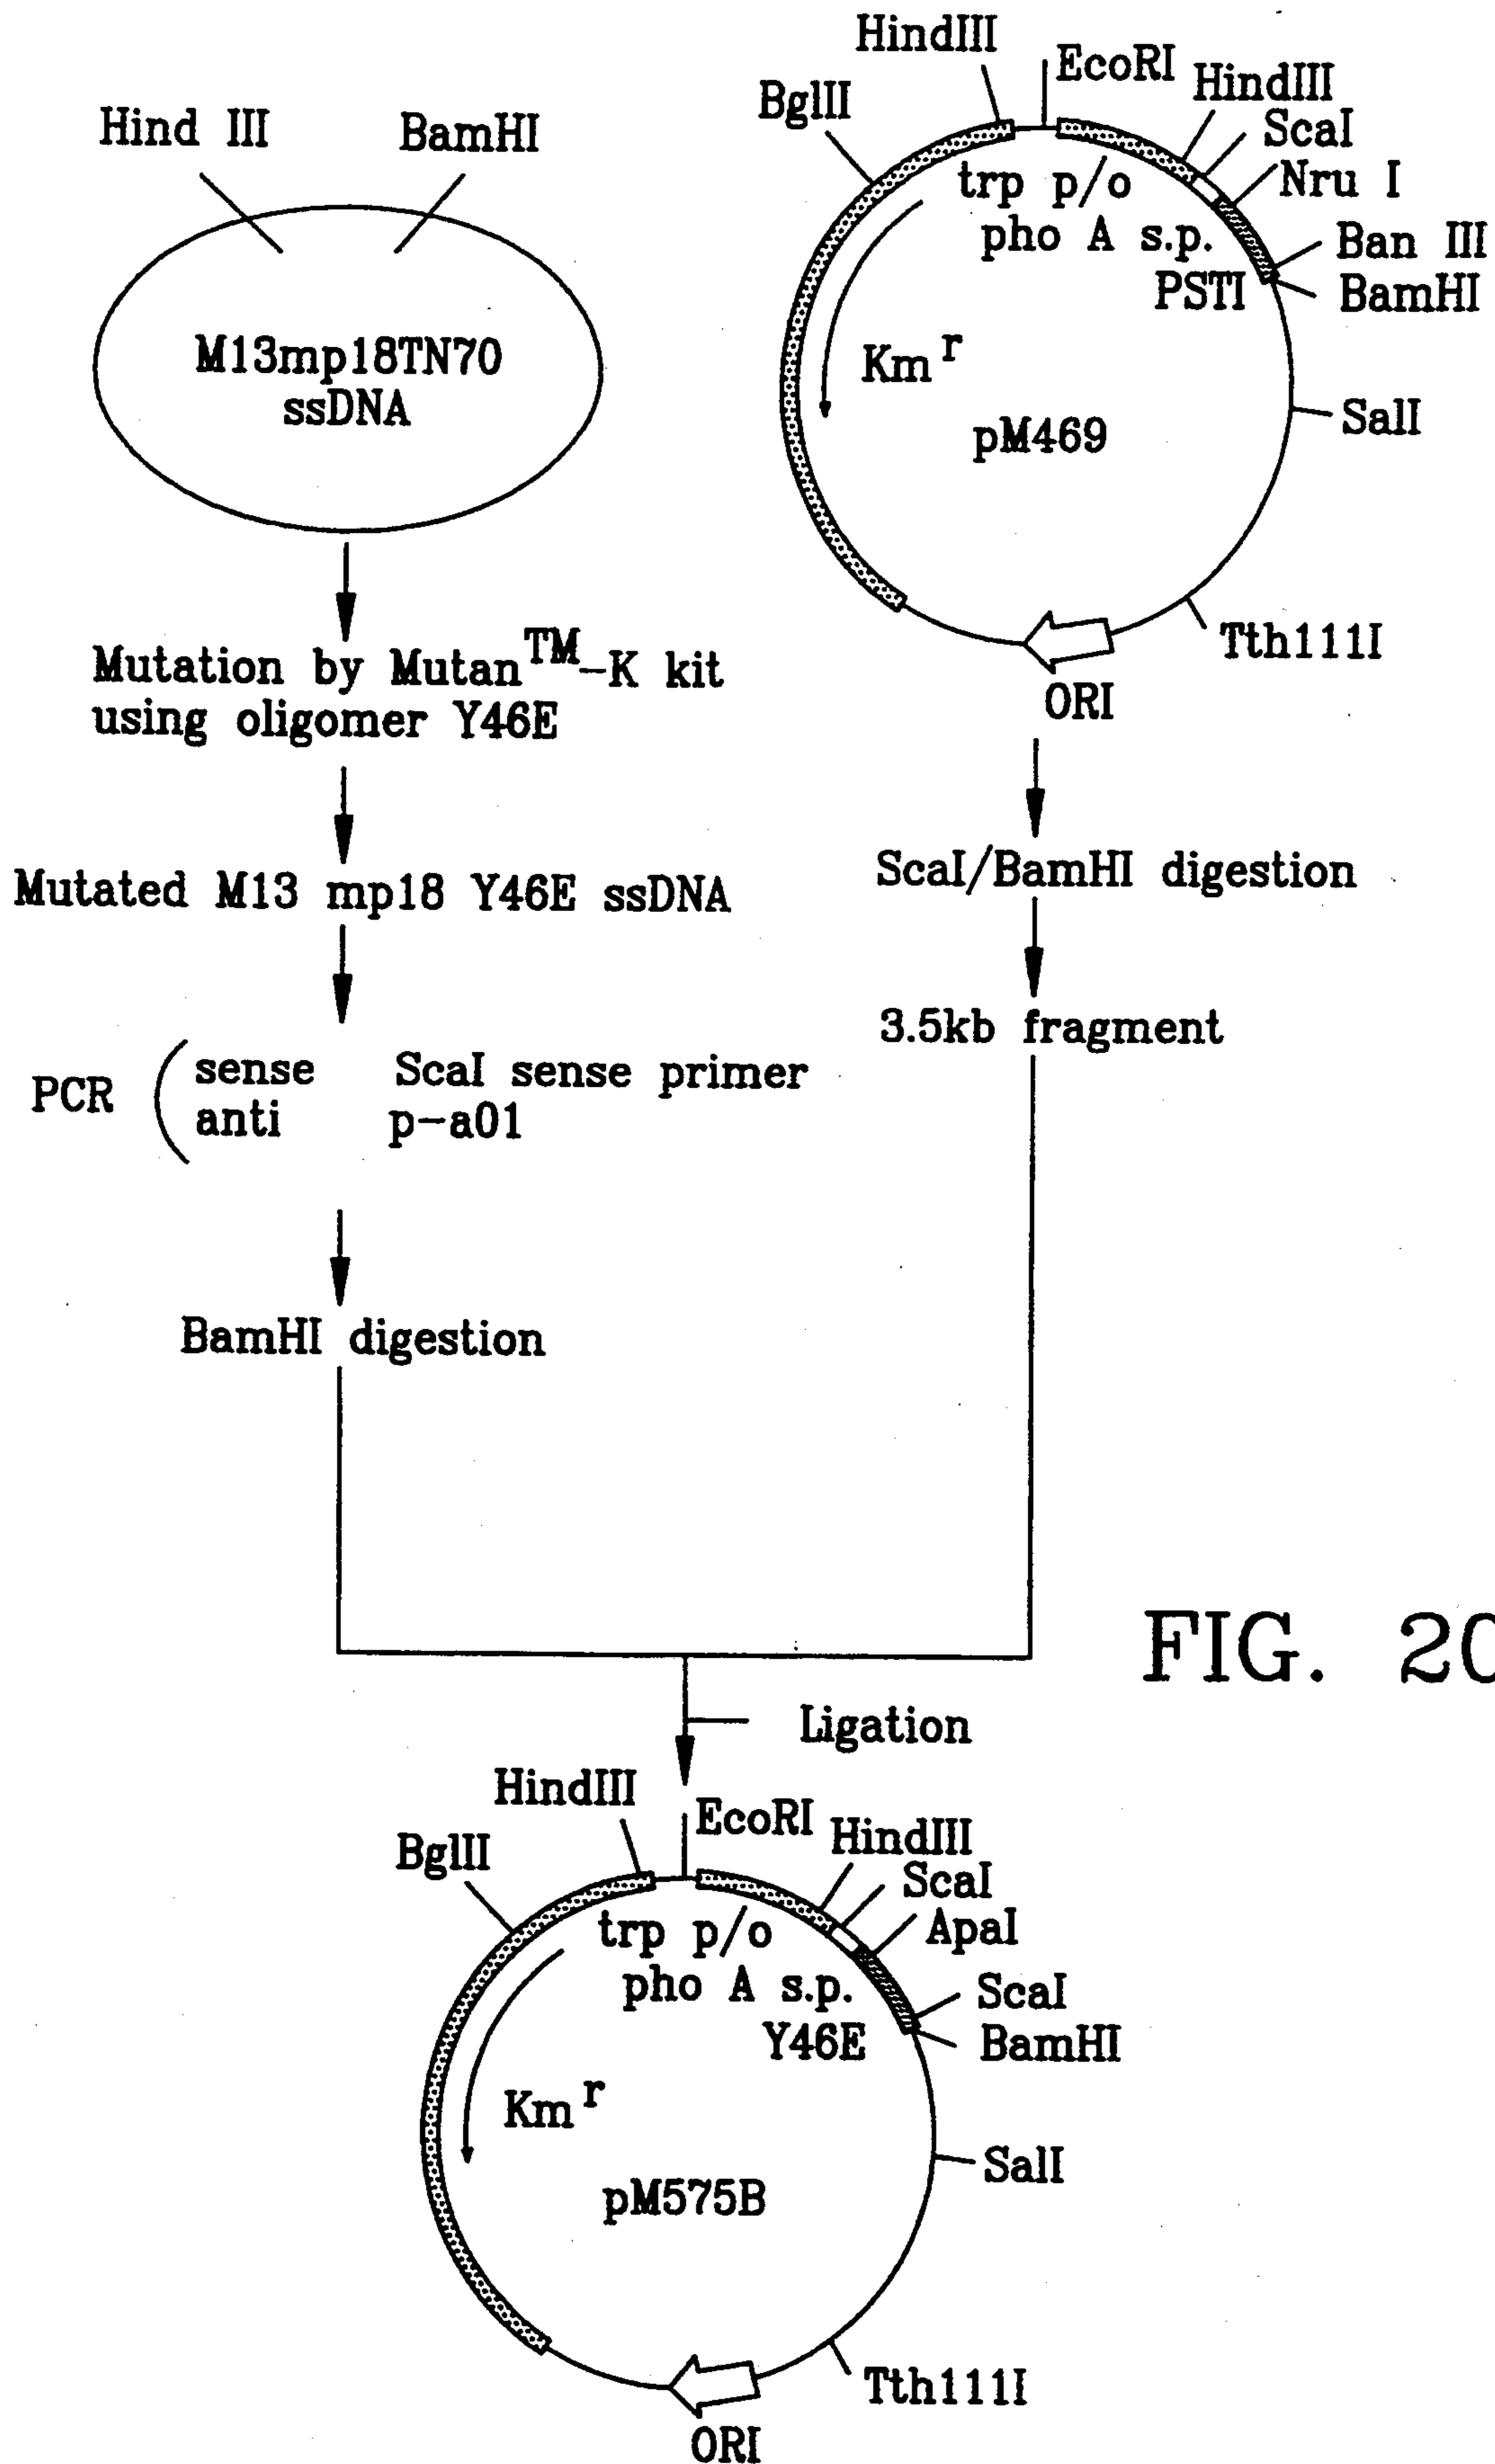 Hind III
BamHI
M13mp18TN70
ssDNA
Mutation by Mutan™-K kit
using oligomer Y46E
Mutated M13 mp18 Y46E ssDNA
PCR
sense ScaI sense primer
anti p-a01
BamHI digestion
HindIII
EcoRI
BglII
HindIII
ScaI
Nru I
trp p/o
pho A s.p.
Ban III
PSTI
BamHI
Km r
pM469
SalI
Tth111I
ORI
ScaI/BamHI digestion
3.5kb fragment
FIG. 20
Ligation
HindIII
EcoRI
BglII
HindIII
ScaI
ApaI
trp p/o
pho A s.p.
ScaI
Y46E
BamHI
Km r
pM575B
SalI
Tth111I
ORI